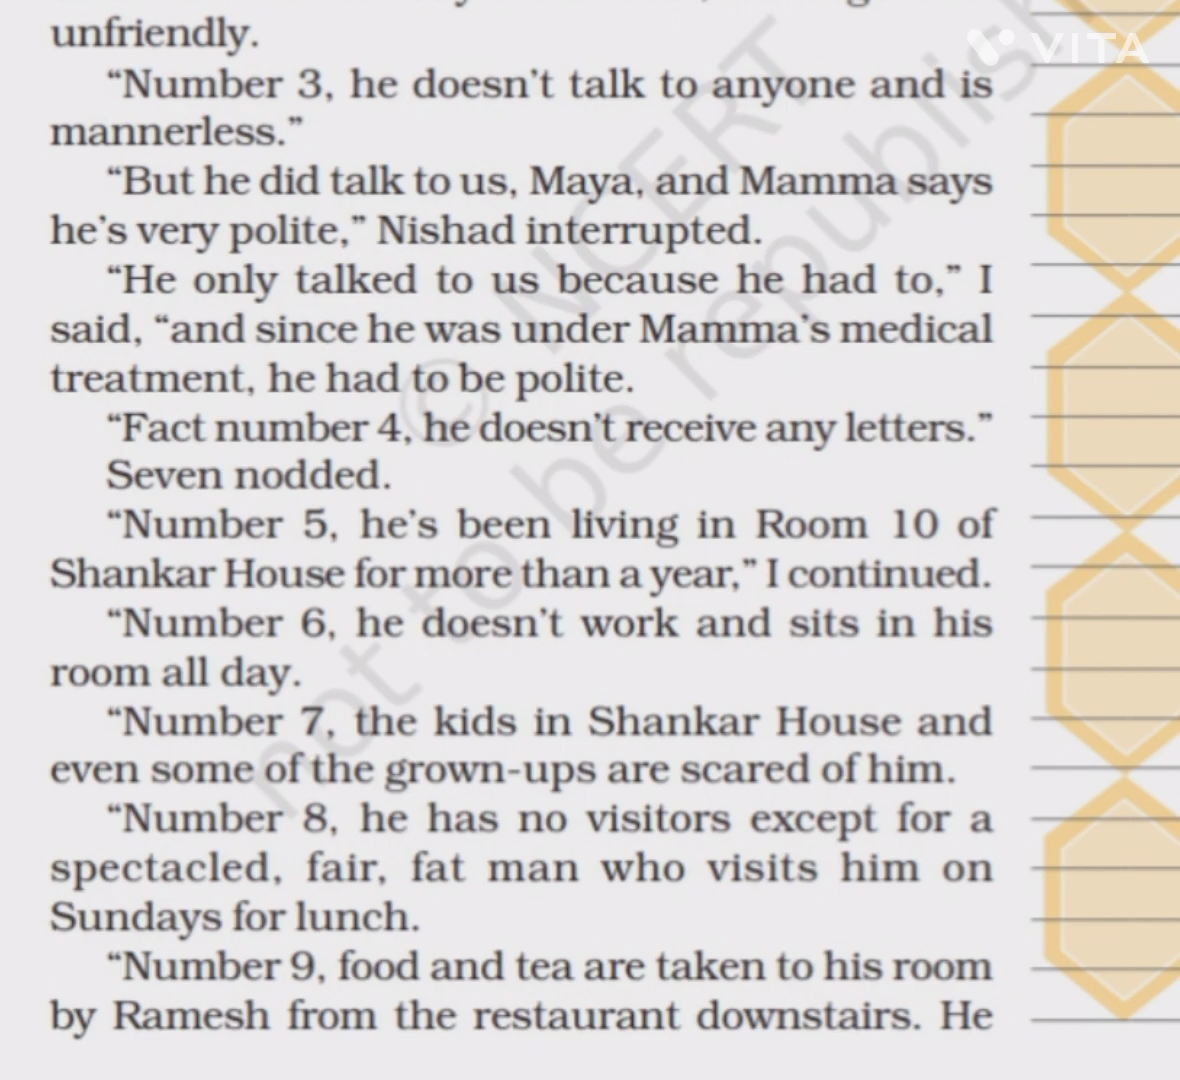 unfriendly.
“Number 3, he doesn’t talk to anyone and is
mannerless.”
“But he did talk to us, Maya, and Mamma says
he’s very polite,” Nishad interrupted.
“He only talked to us because he had to,” I
said, “and since he was under Mamma’s medical
treatment, he had to be polite.
“Fact number 4, he doesn’t receive any letters.”
Seven nodded.
“Number 5, he’s been living in Room 10 of
Shankar House for more than a year,” I continued.
“Number 6, he doesn’t work and sits in his
room all day.
“Number 7, the kids in Shankar House and
even some of the grown-ups are scared of him.
“Number 8, he has no visitors except for a
spectacled, fair, fat man who visits him on
Sundays for lunch.
“Number 9, food and tea are taken to his room
by Ramesh from the restaurant downstairs. He
VITA
© NCERT
not to be republish